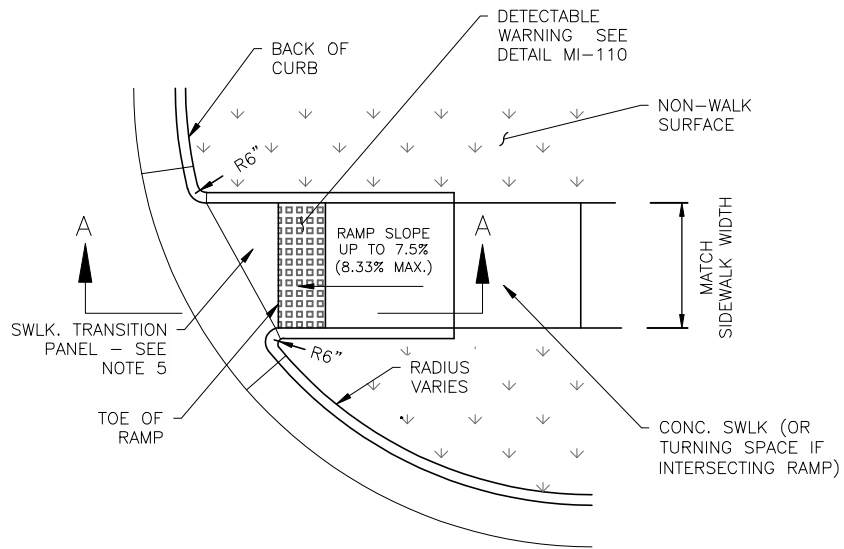 DETECTABLE
WARNING SEE
DETAIL MI-110
BACK OF
CURB
NON-WALK
SURFACE
R6"
A
RAMP SLOPE
UP TO 7.5%
(8.33% MAX.)
A
MATCH
SIDEWALK WIDTH
SWLK. TRANSITION
PANEL - SEE
NOTE 5
R6"
RADIUS
VARIES
TOE OF
RAMP
CONC. SWLK (OR
TURNING SPACE IF
INTERSECTING RAMP)